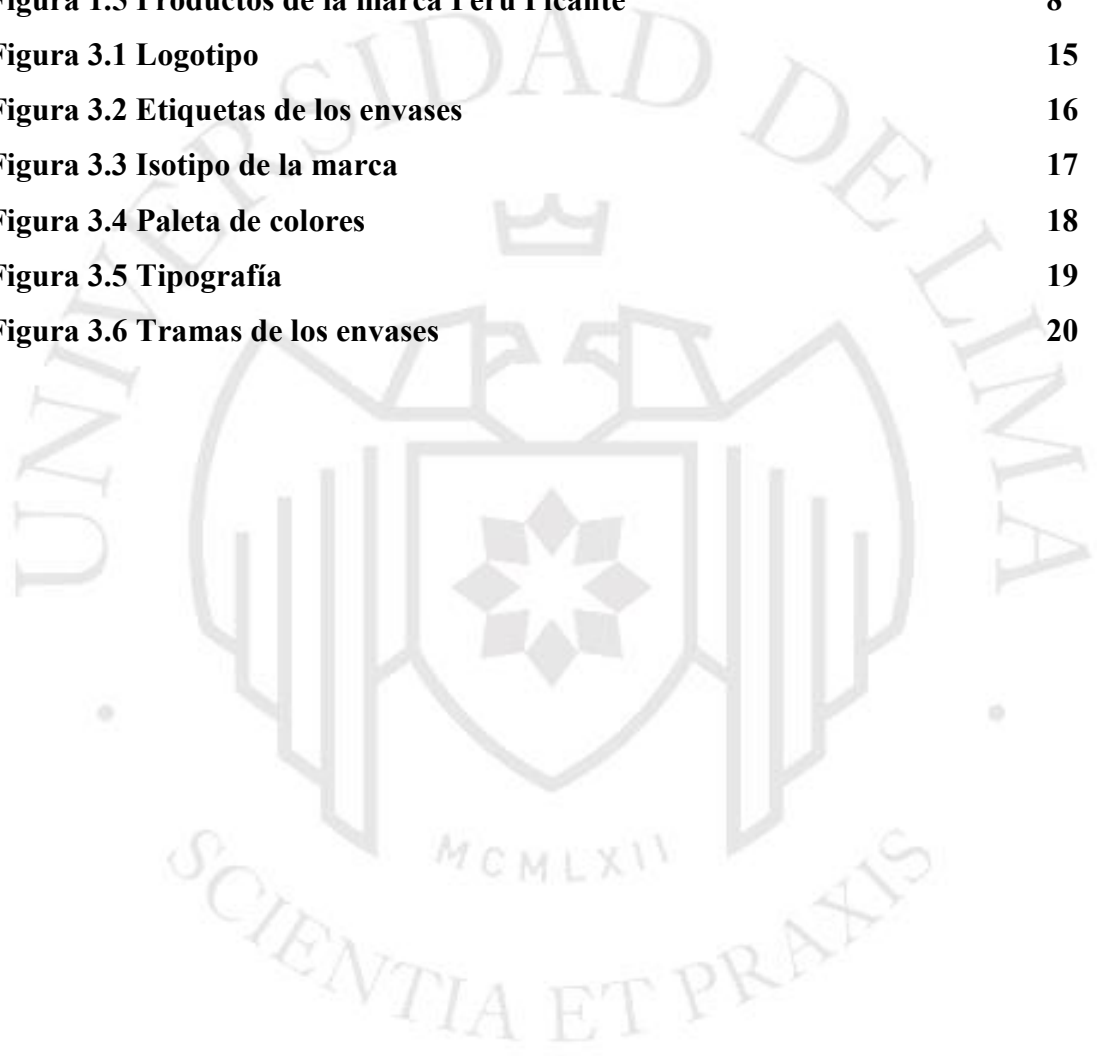 Figura 1.5 Productos de la marca Perú Picante 8
Figura 3.1 Logotipo 15
Figura 3.2 Etiquetas de los envases 16
Figura 3.3 Isotipo de la marca 17
Figura 3.4 Paleta de colores 18
Figura 3.5 Tipografía 19
Figura 3.6 Tramas de los envases 20
UNIVERSIDAD DE LIMA
MCMLXII
SCIENTIA ET PRAXIS